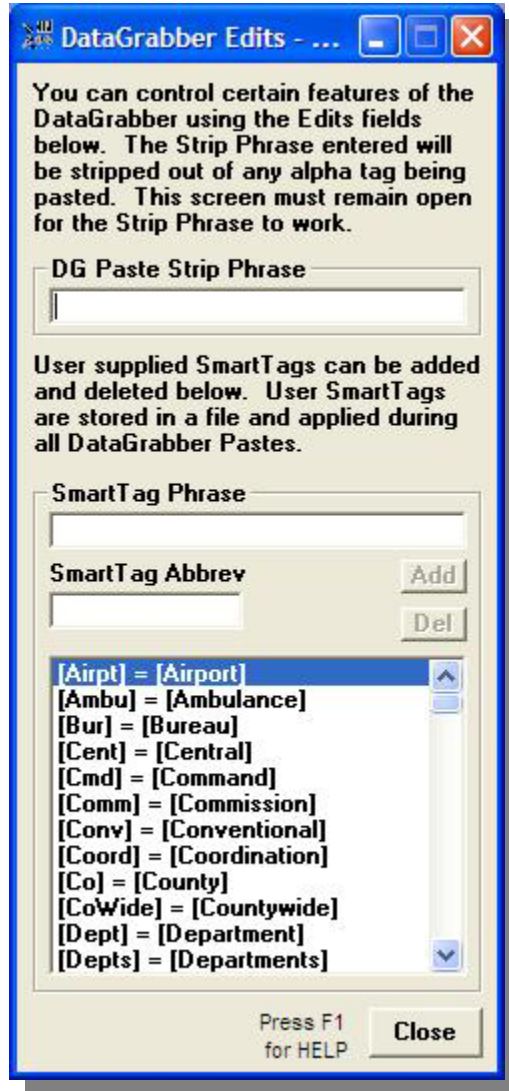 DataGrabber Edits - ...
You can control certain features of the
DataGrabber using the Edits fields
below.  The Strip Phrase entered will
be stripped out of any alpha tag being
pasted.  This screen must remain open
for the Strip Phrase to work.
DG Paste Strip Phrase
User supplied SmartTags can be added
and deleted below.  User SmartTags
are stored in a file and applied during
all DataGrabber Pastes.
SmartTag Phrase
SmartTag Abbrev
Add
Del
[Airpt] = [Airport]
[Ambu] = [Ambulance]
[Bur] = [Bureau]
[Cent] = [Central]
[Cmd] = [Command]
[Comm] = [Commission]
[Conv] = [Conventional]
[Coord] = [Coordination]
[Co] = [County]
[CoWide] = [Countywide]
[Dept] = [Department]
[Depts] = [Departments]
Press F1
for HELP
Close